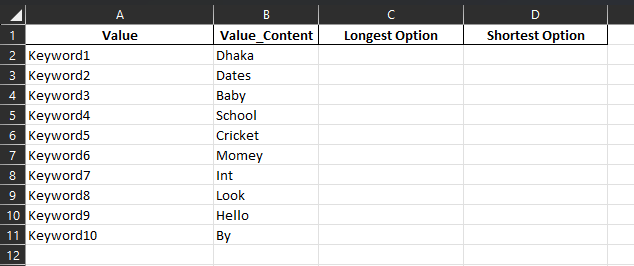 A B C D
1 Value Value_Content Longest Option Shortest Option
2 Keyword1 Dhaka
3 Keyword2 Dates
4 Keyword3 Baby
5 Keyword4 School
6 Keyword5 Cricket
7 Keyword6 Momey
8 Keyword7 Int
9 Keyword8 Look
10 Keyword9 Hello
11 Keyword10 By
12